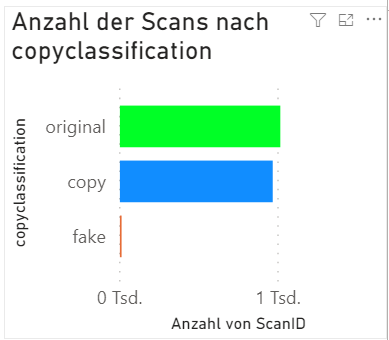 Anzahl der Scans nach
copyclassification
copyclassification
original
copy
fake
0 Tsd.
1 Tsd.
Anzahl von ScanID